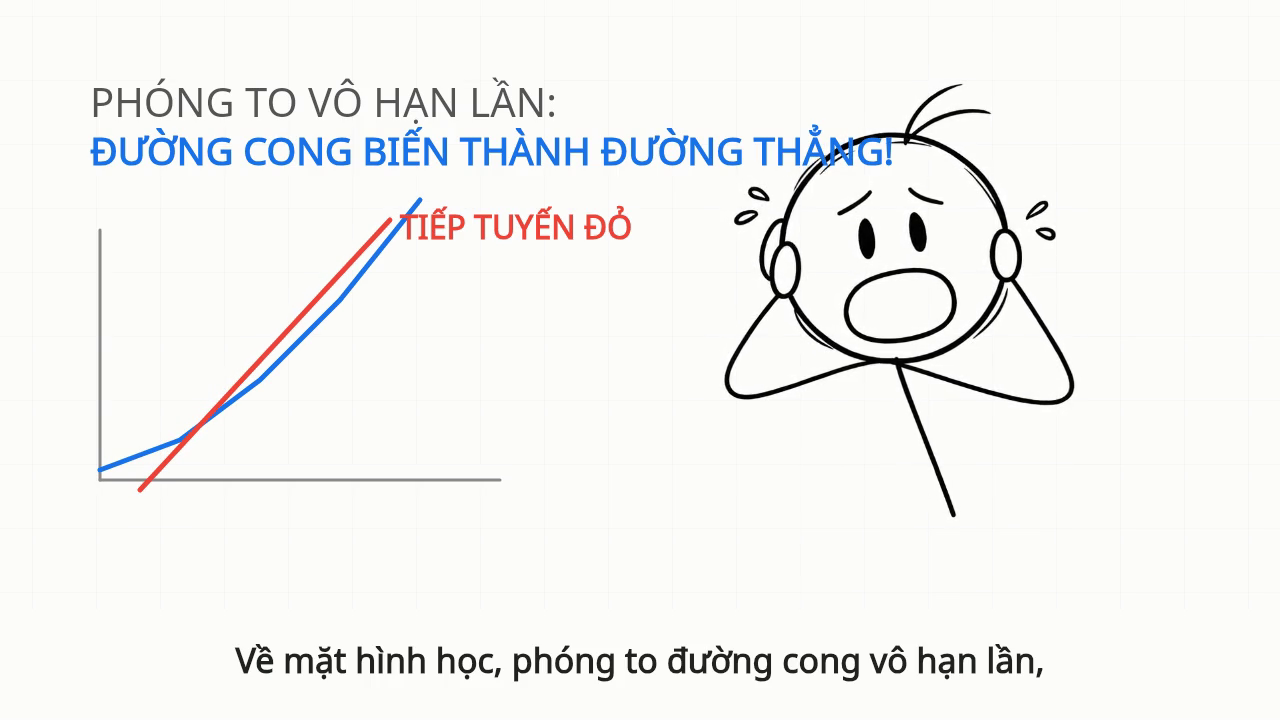 PHÓNG TO VÔ HẠN LẦN:
ĐƯỜNG CONG BIẾN THÀNH ĐƯỜNG THẲNG!
TIẾP TUYẾN ĐỎ
Về mặt hình học, phóng to đường cong vô hạn lần,